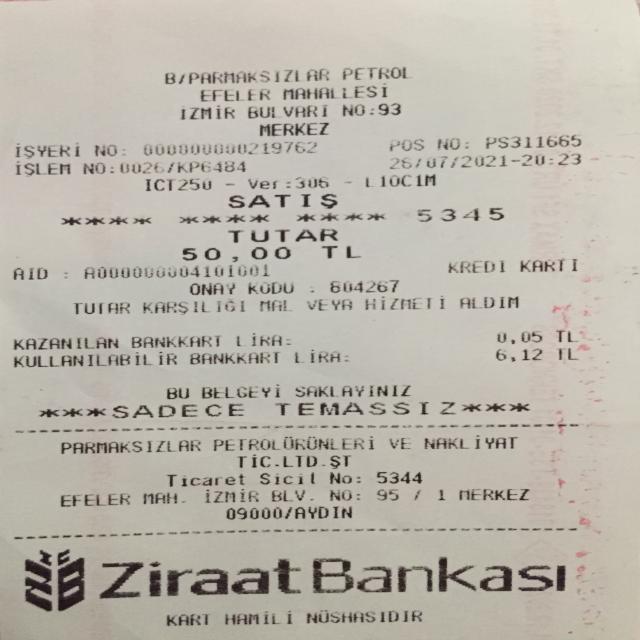 B/PARMAKSIZLAR PETROL
EFELER MAHALLESİ
İZMİR BULVARI NO:93
MERKEZ
İŞYERİ NO: 000000000219762 POS NO: PS311665
İŞLEM NO:0026/KP6484 26/07/2021-20:23
ICT250 - Ver:306 - L10C1M
SATIŞ
**** **** **** 5345
TUTAR
50,00 TL
AID : A000000004101001 KREDI KARTI
ONAY KODU : 804267
TUTAR KARŞILIĞI MAL VEYA HİZMETİ ALDIM
KAZANILAN BANKKART LİRA: 0,05 TL
KULLANILABİLİR BANKKART LİRA: 6,12 TL
BU BELGEYİ SAKLAYINIZ
***SADECE TEMASSIZ***
PARMAKSIZLAR PETROLÜRÜNLERİ VE NAKLİYAT
TİC.LTD.ŞT
Ticaret Sicil No: 5344
EFELER MAH. İZMİR BLV. NO: 95 / 1 MERKEZ
09000/AYDIN
Ziraat Bankası
KART HAMİLİ NÜSHASIDIR